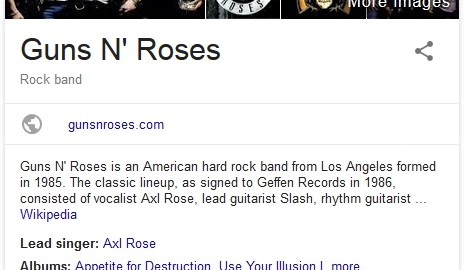 More images
ROSES
Guns N' Roses
Rock band
gunsnroses.com
Guns N' Roses is an American hard rock band from Los Angeles formed
in 1985. The classic lineup, as signed to Geffen Records in 1986,
consisted of vocalist Axl Rose, lead guitarist Slash, rhythm guitarist ...
Wikipedia
Lead singer: Axl Rose
Albums: Appetite for Destruction, Use Your Illusion I, more